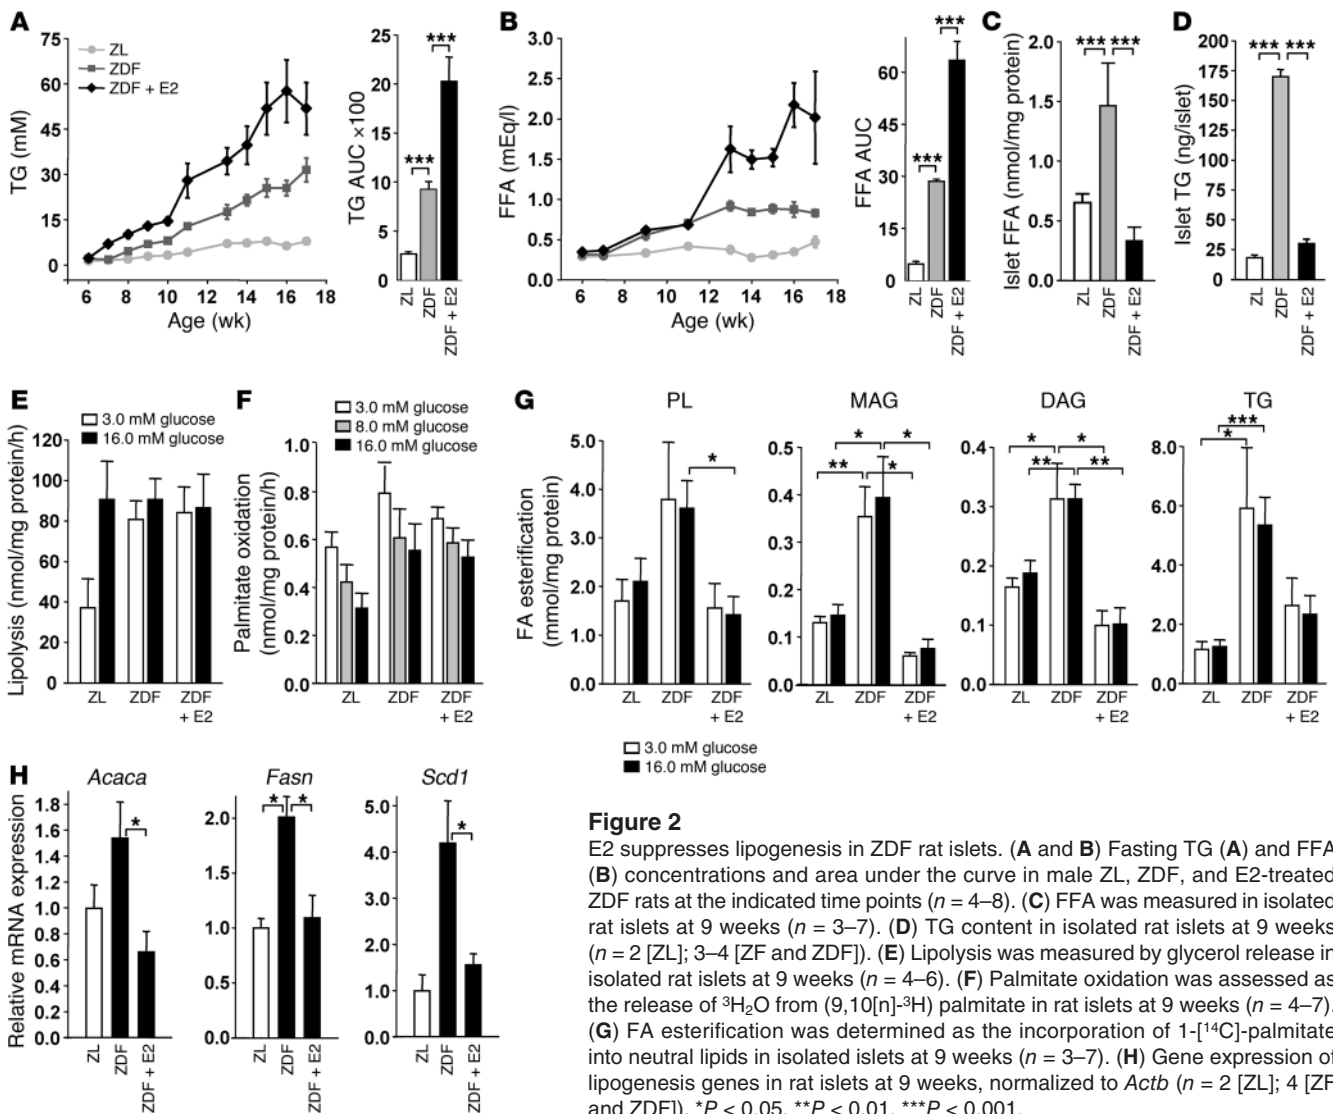 A
TG (mM)
75
60
45
30
15
0
ZL
ZDF
ZDF + E2
6 8 10 12 14 16 18
Age (wk)
TG AUC ×100
25
20
15
10
5
0
***
***
ZL
ZDF
ZDF + E2
B
FFA (mEq/l)
3.0
2.5
2.0
1.5
1.0
0.5
0.0
6 8 10 12 14 16 18
Age (wk)
FFA AUC
60
45
30
15
0
***
***
ZL
ZDF
ZDF + E2
C
Islet FFA (nmol/mg protein)
2.0
1.5
1.0
0.5
0.0
*** ***
ZL
ZDF
ZDF + E2
D
Islet TG (ng/islet)
200
175
150
125
100
75
50
25
0
*** ***
ZL
ZDF
ZDF + E2
E
3.0 mM glucose
16.0 mM glucose
Lipolysis (nmol/mg protein/h)
120
100
80
60
40
20
0
ZL ZDF ZDF
+ E2
F
3.0 mM glucose
8.0 mM glucose
16.0 mM glucose
Palmitate oxidation
(nmol/mg protein/h)
1.0
0.8
0.6
0.4
0.2
0.0
ZL ZDF ZDF
+ E2
G
FA esterification
(mmol/mg protein)
PL
5.0
4.0
3.0
2.0
1.0
0.0
*
ZL ZDF ZDF
+ E2
MAG
0.5
0.4
0.3
0.2
0.1
0.0
* *
** *
ZL ZDF ZDF
+ E2
DAG
0.4
0.3
0.2
0.1
0.0
* *
** **
ZL ZDF ZDF
+ E2
TG
8.0
6.0
4.0
2.0
0.0
***
*
ZL ZDF ZDF
+ E2
3.0 mM glucose
16.0 mM glucose
H
Relative mRNA expression
Acaca
1.8
1.6
1.4
1.2
1.0
0.8
0.6
0.4
0.2
0.0
*
ZL
ZDF
ZDF + E2
Fasn
2.0
1.5
1.0
0.5
0.0
* *
ZL
ZDF
ZDF + E2
Scd1
5.0
4.0
3.0
2.0
1.0
0.0
*
ZL
ZDF
ZDF + E2
Figure 2
E2 suppresses lipogenesis in ZDF rat islets. (A and B) Fasting TG (A) and FFA
(B) concentrations and area under the curve in male ZL, ZDF, and E2-treated
ZDF rats at the indicated time points (n = 4–8). (C) FFA was measured in isolated
rat islets at 9 weeks (n = 3–7). (D) TG content in isolated rat islets at 9 weeks
(n = 2 [ZL]; 3–4 [ZF and ZDF]). (E) Lipolysis was measured by glycerol release in
isolated rat islets at 9 weeks (n = 4–6). (F) Palmitate oxidation was assessed as
the release of ³H₂O from (9,10[n]-³H) palmitate in rat islets at 9 weeks (n = 4–7).
(G) FA esterification was determined as the incorporation of 1-[¹⁴C]-palmitate
into neutral lipids in isolated islets at 9 weeks (n = 3–7). (H) Gene expression of
lipogenesis genes in rat islets at 9 weeks, normalized to Actb (n = 2 [ZL]; 4 [ZF
and ZDF]). *P < 0.05, **P < 0.01, ***P < 0.001.